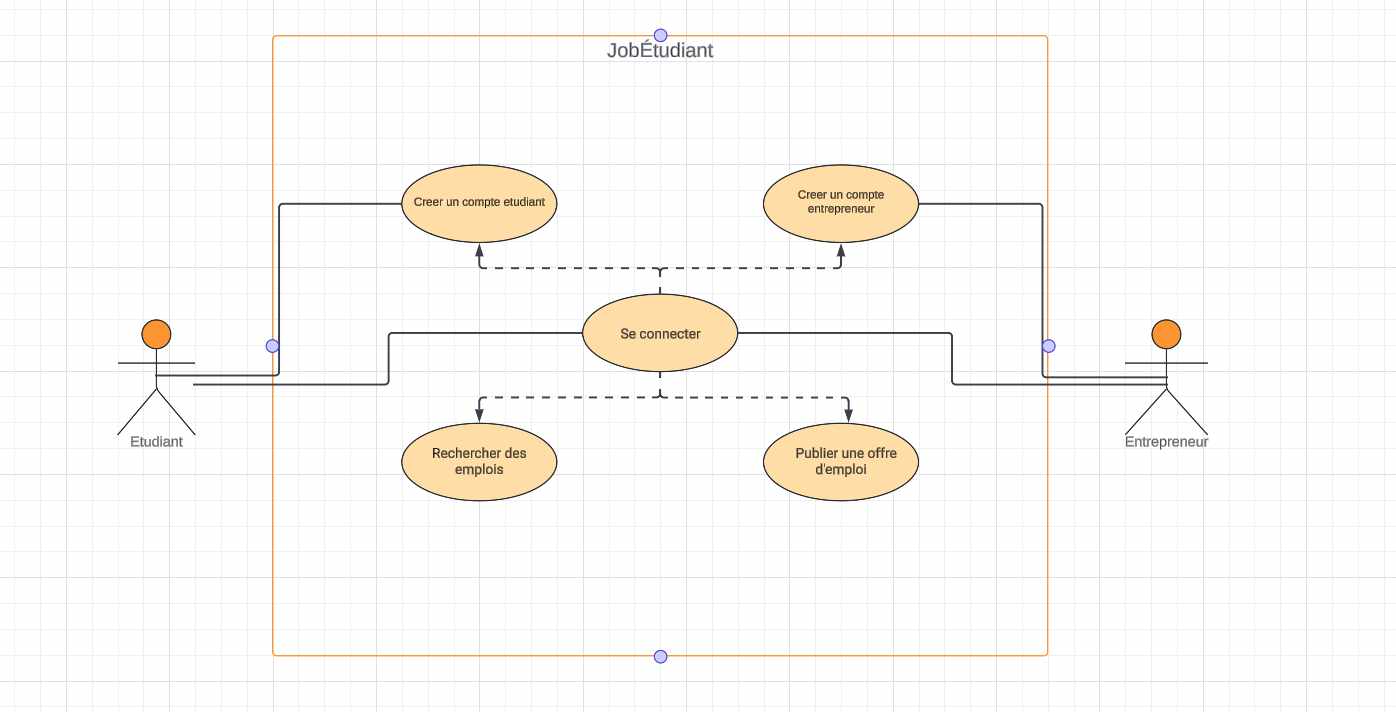 JobÉtudiant
Creer un compte etudiant
Creer un compte
entrepreneur
Se connecter
Etudiant
Entrepreneur
Rechercher des
emplois
Publier une offre
d'emploi